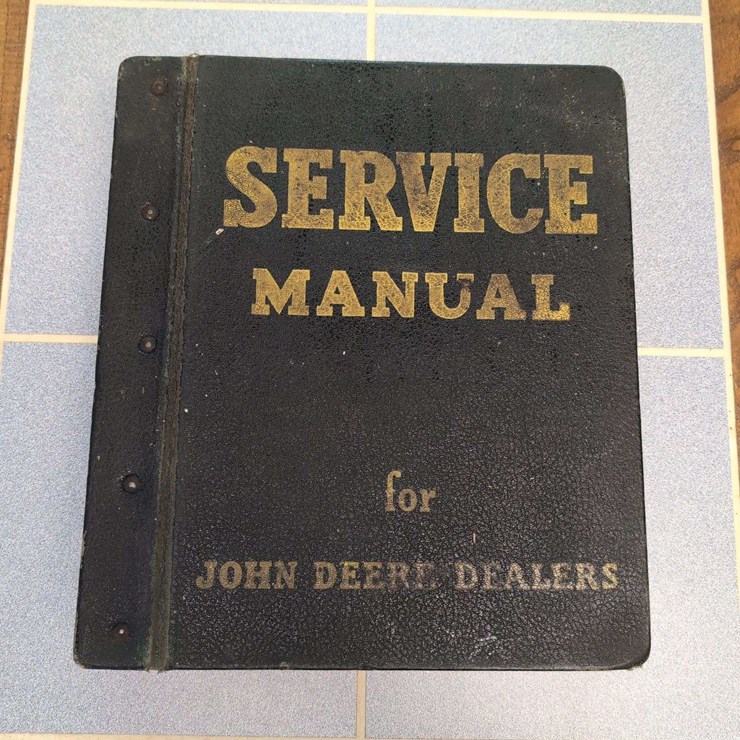 SERVICE
MANUAL
for
JOHN DEERE DEALERS